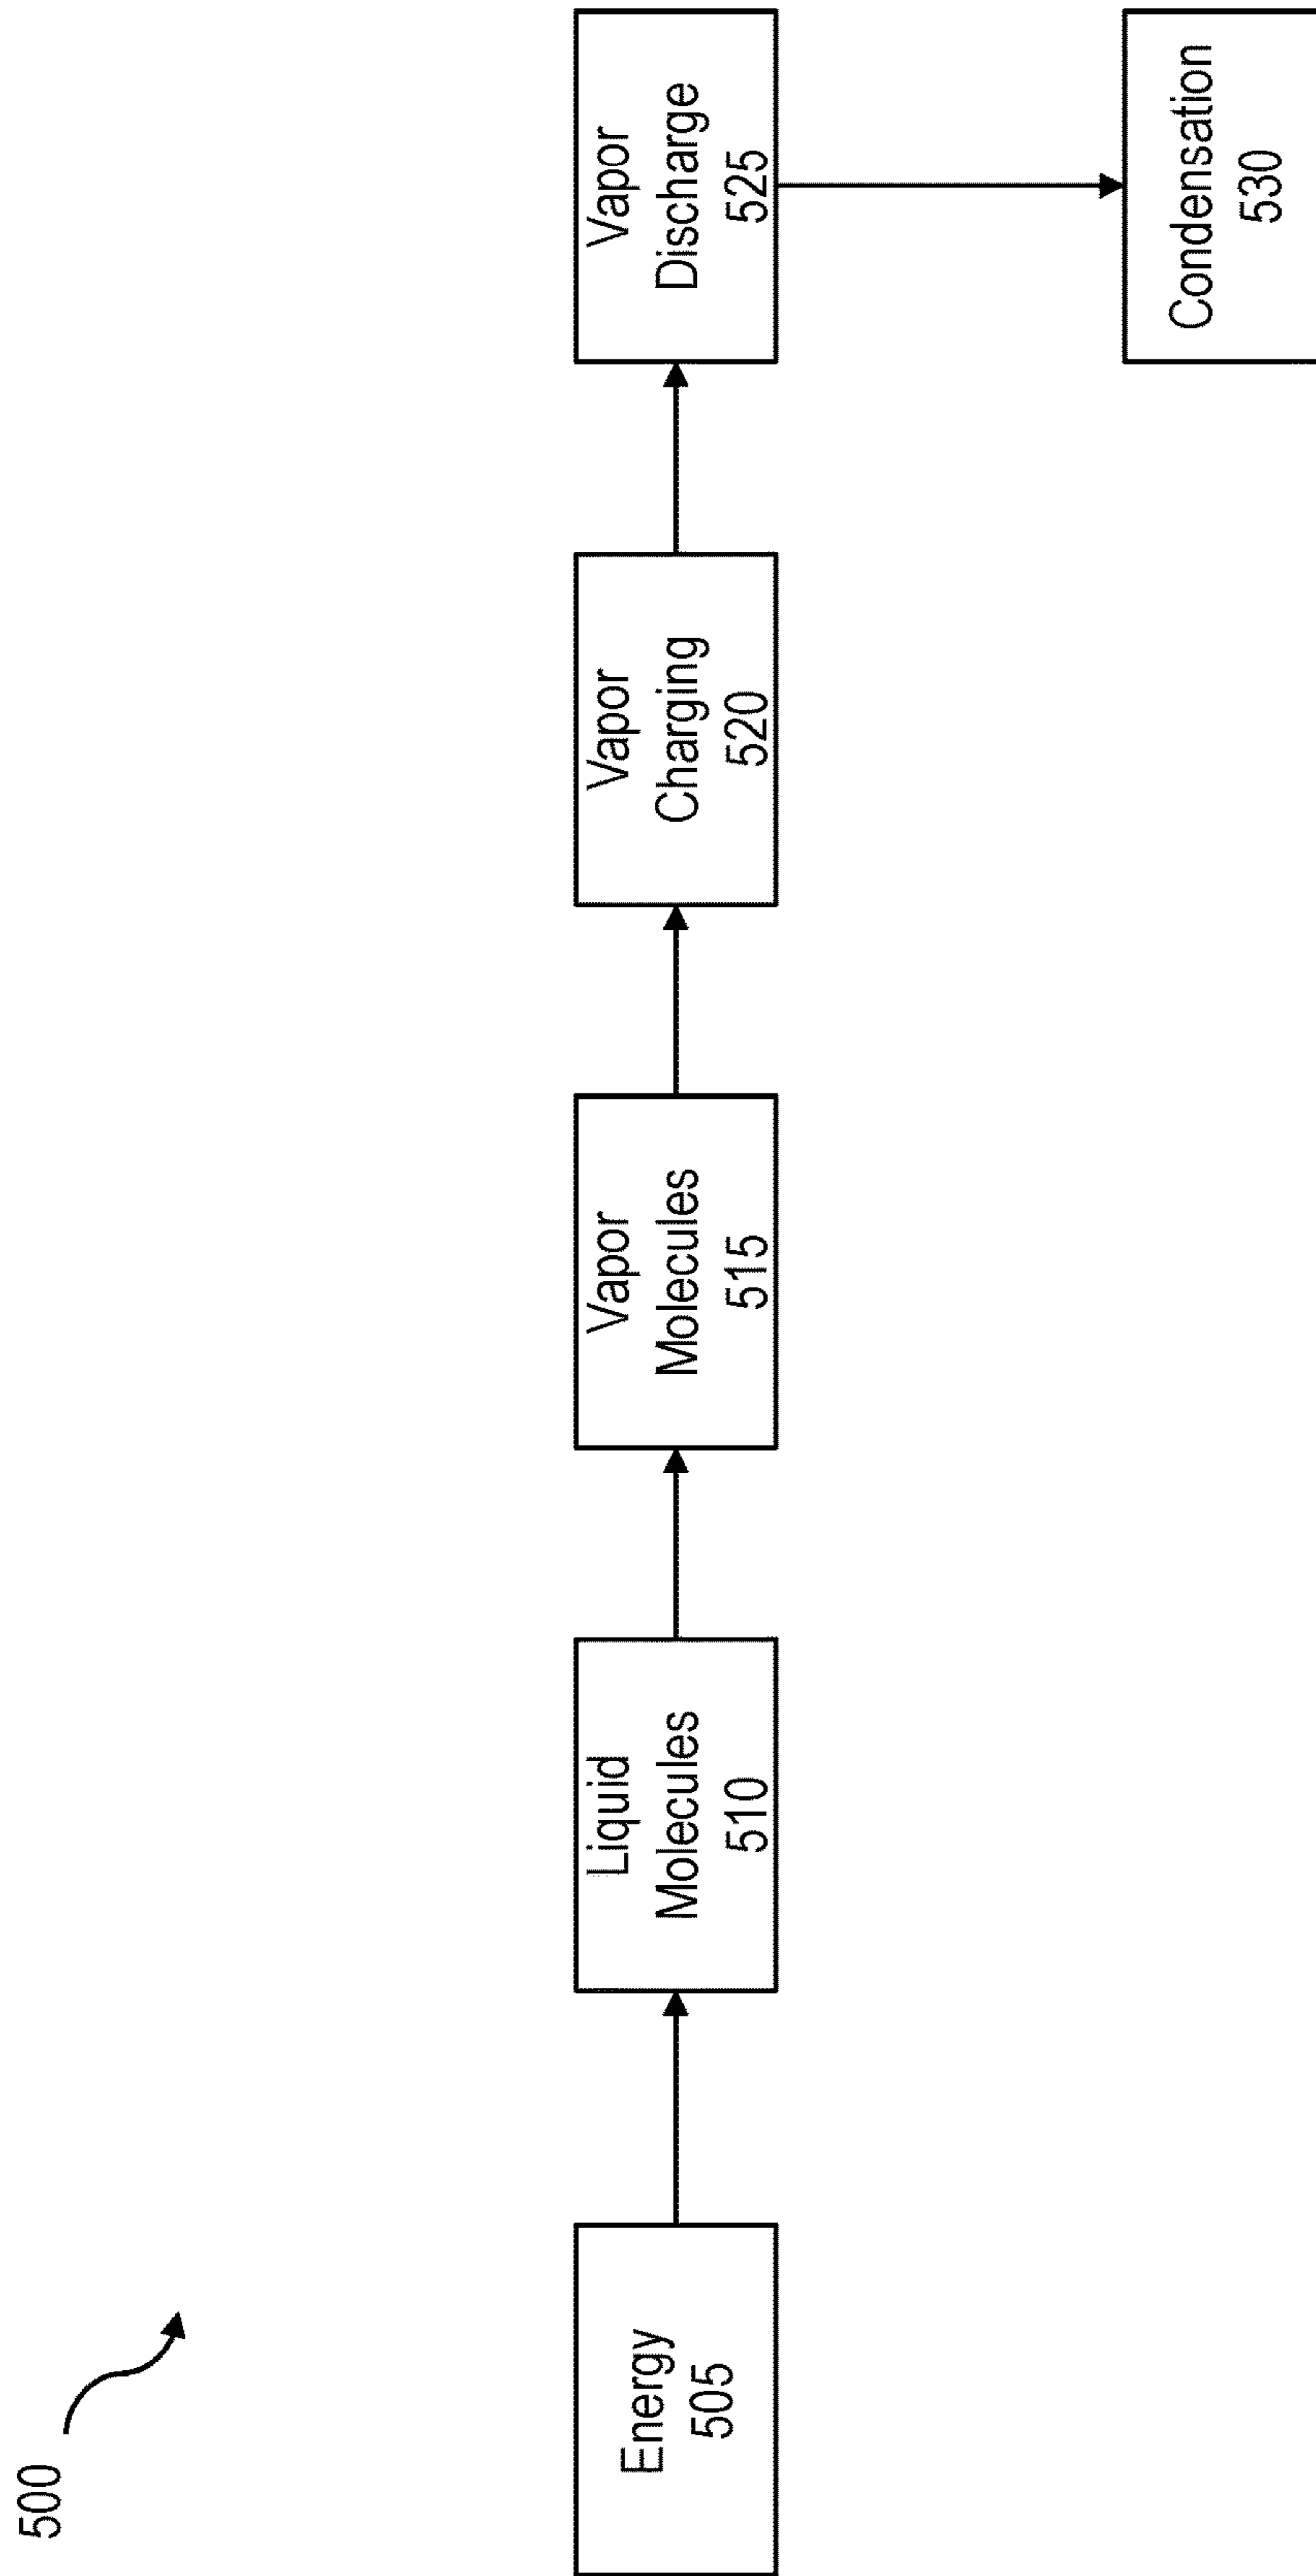 500
Energy
505
Liquid
Molecules
510
Vapor
Molecules
515
Vapor
Charging
520
Vapor
Discharge
525
Condensation
530